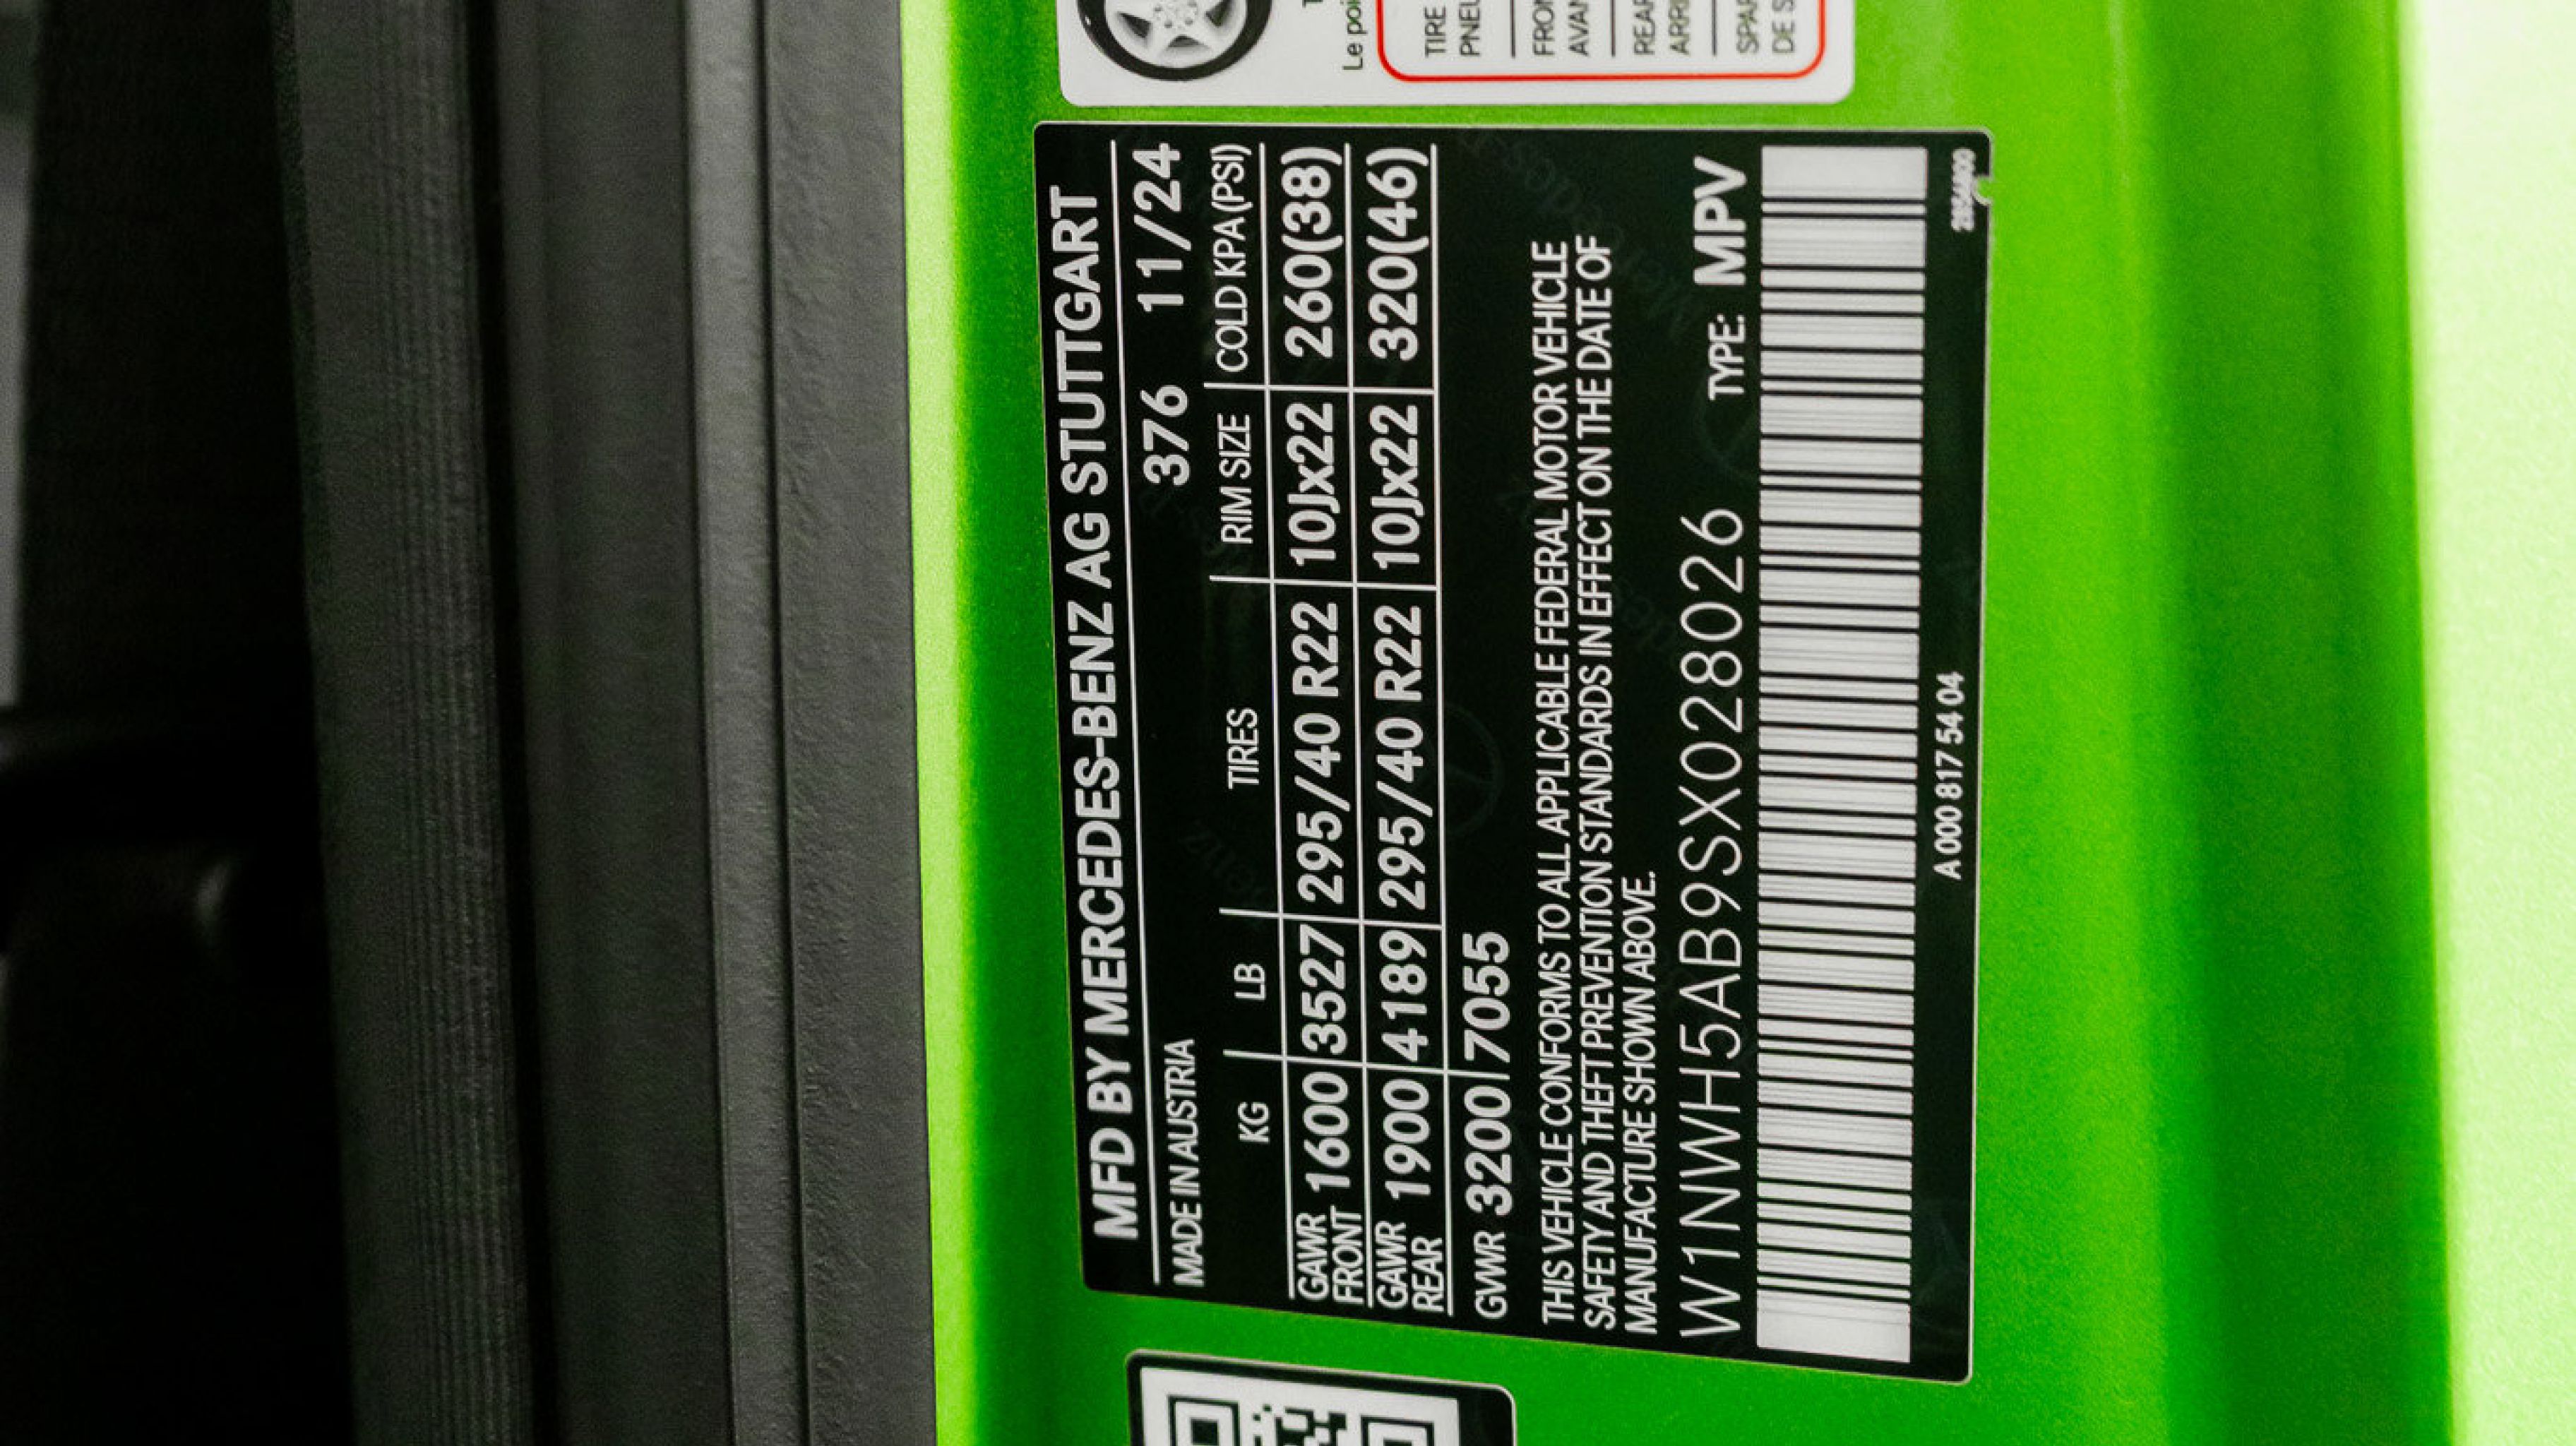 Le poi
TIRE
PNEU
FRON
AVAN
REAR
ARRI
SPAR
DE S
MFD BY MERCEDES-BENZ AG STUTTGART
MADE IN AUSTRIA 376 11/24
KG LB TIRES RIM SIZE COLD KPA(PSI)
GAWR FRONT 1600 3527 295/40 R22 10Jx22 260(38)
GAWR REAR 1900 4189 295/40 R22 10Jx22 320(46)
GVWR 3200 7055
THIS VEHICLE CONFORMS TO ALL APPLICABLE FEDERAL MOTOR VEHICLE
SAFETY AND THEFT PREVENTION STANDARDS IN EFFECT ON THE DATE OF
MANUFACTURE SHOWN ABOVE.
W1NWH5AB9SX028026 TYPE: MPV
A 000 817 54 04